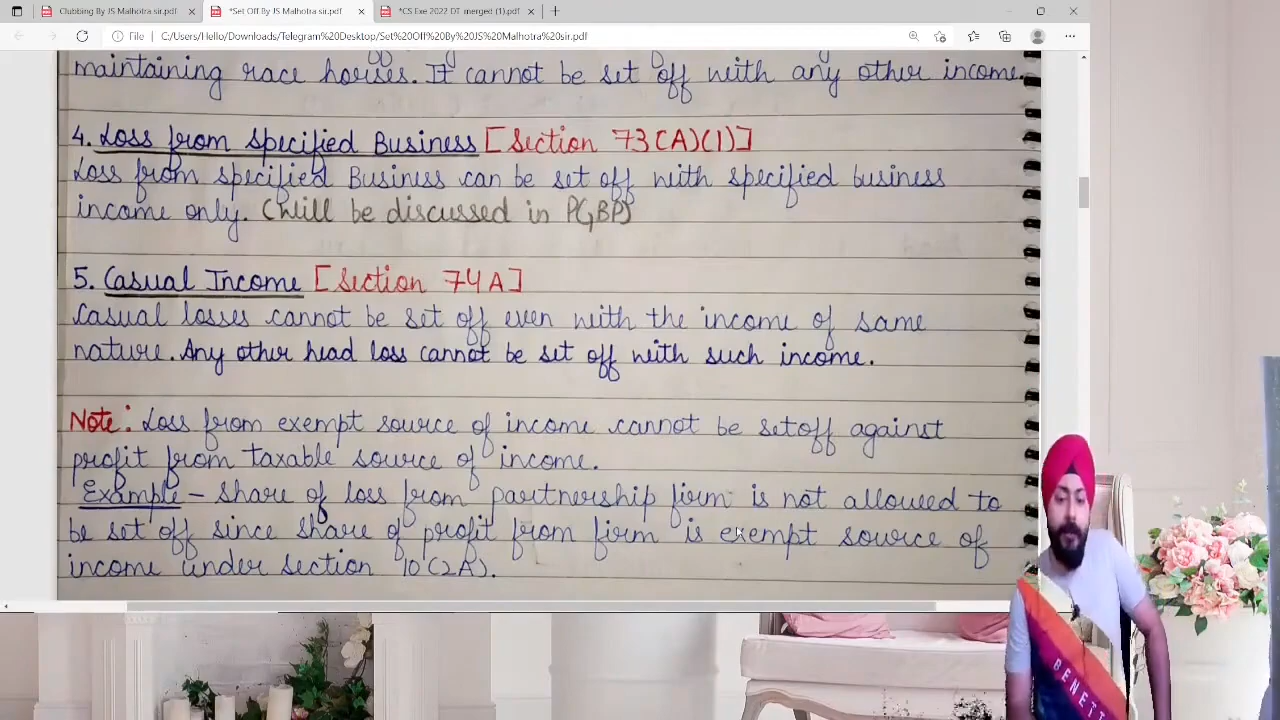 Clubbing By JS Malhotra sir.pdf
*Set Off By JS Malhotra sir.pdf
*CS Exe 2022 DT merged (1).pdf
File
C:/Users/Hello/Downloads/Telegram%20Desktop/Set%20Off%20By%20JS%20Malhotra%20sir.pdf
maintaining race horses. It cannot be set off with any other income.
4. Loss from Specified Business [Section 73(A)(1)]
Loss from specified Business can be set off with specified business
income only. (Will be discussed in PGBP)
5. Casual Income [Section 74A]
Casual losses cannot be set off even with the income of same
nature. Any other head loss cannot be set off with such income.
Note: Loss from exempt source of income cannot be setoff against
profit from taxable source of income.
Example - Share of loss from partnership firm is not allowed to
be set off since share of profit from firm is exempt source of
income under section 10(2A).
BENETT